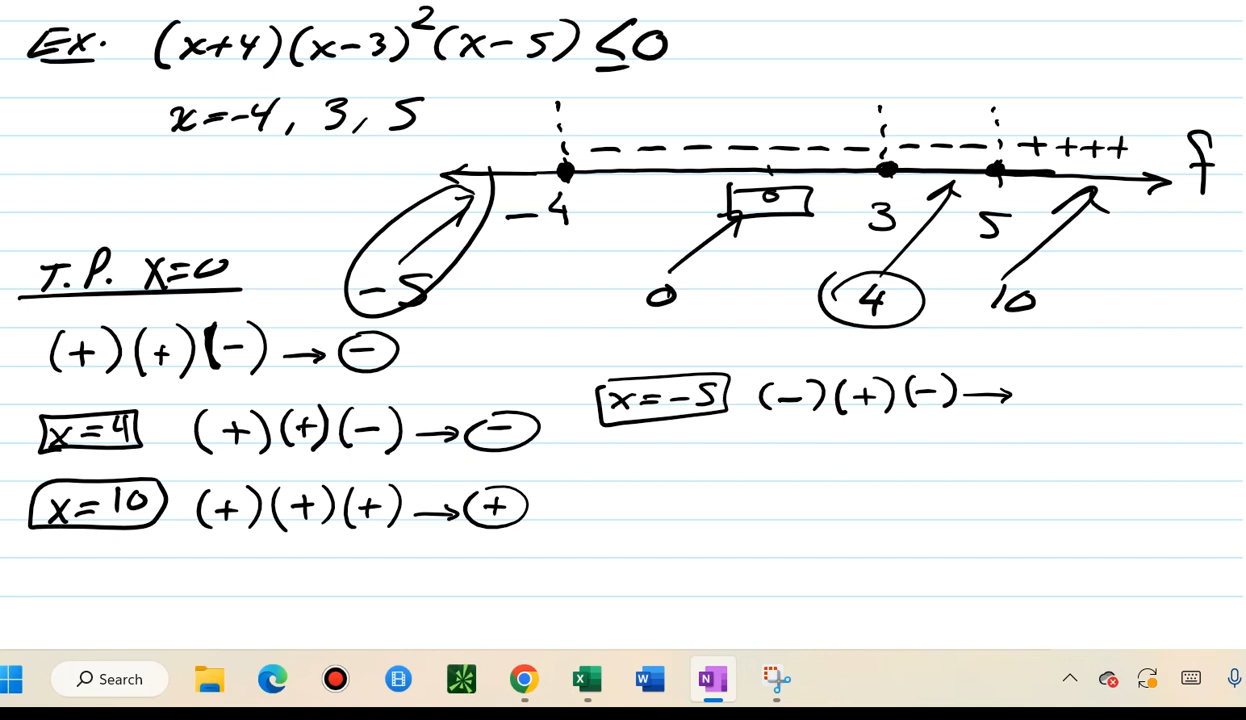 Ex. (x+4)(x-3)²(x-5) ≤ 0
x=-4, 3, 5
- - - - - - - - - - - - ++++ f
-4 0 3 5
-5 0 4 10
T.P. x=0
(+)(+)(-) → -
x=4 (+)(+)(-) → -
x=10 (+)(+)(+) → +
x=-5 (-)(+)(-) →
Search